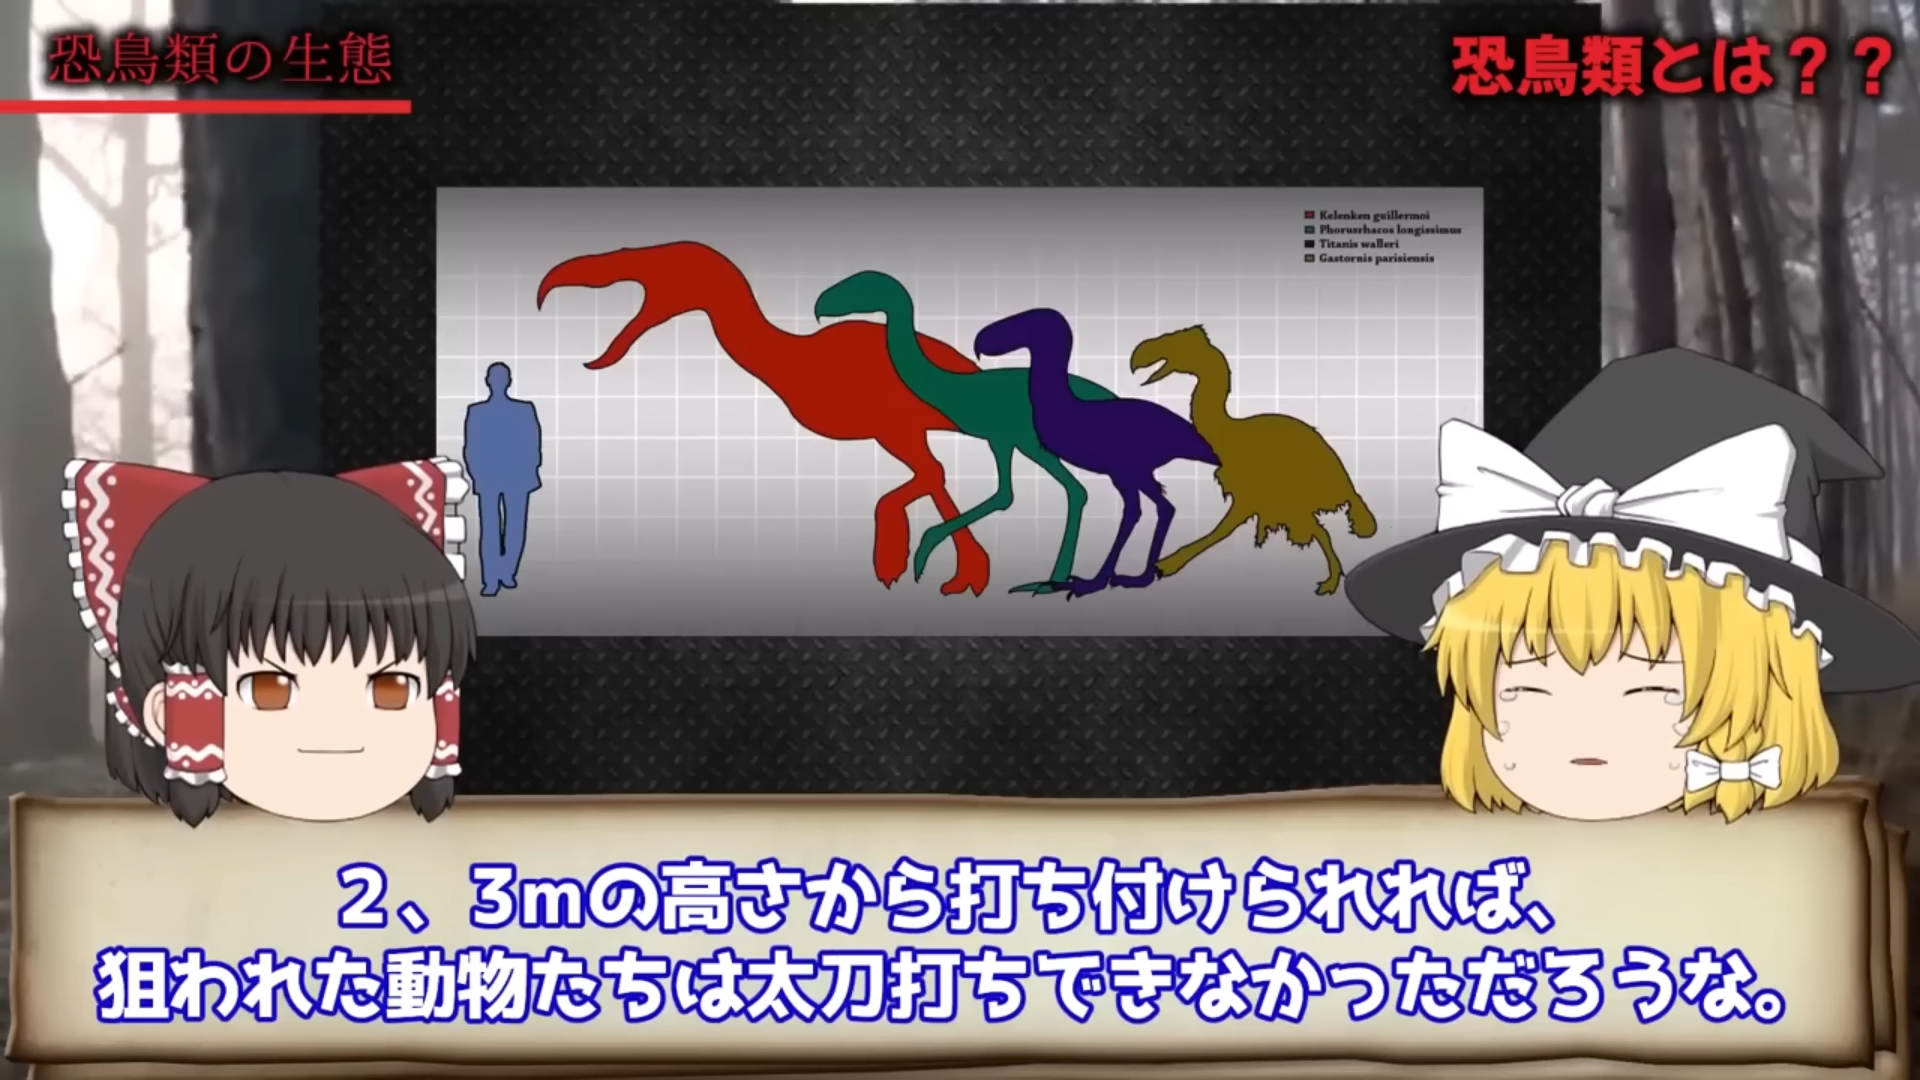 恐鳥類の生態
恐鳥類とは？？
Kelenken guillermoi
Phorusrhacos longissimus
Titanis walleri
Gastornis parisiensis
２、3mの高さから打ち付けられれば、
狙われた動物たちは太刀打ちできなかっただろうな。